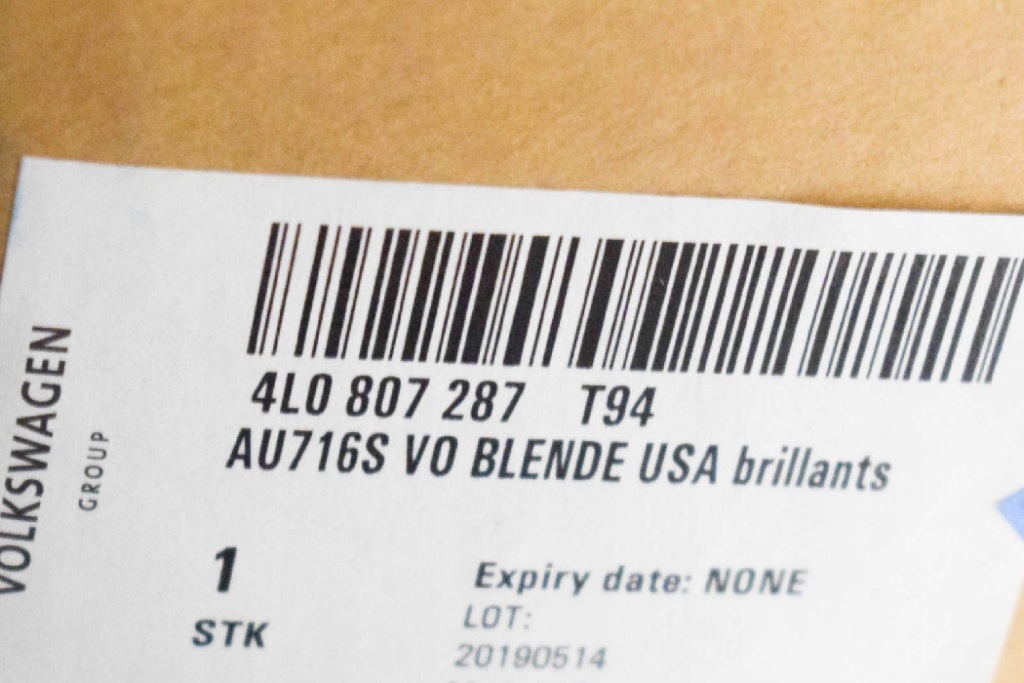 4L0 807 287 T94
AU716S VO BLENDE USA brillants
VOLKSWAGEN
GROUP
1
STK
Expiry date: NONE
LOT:
20190514